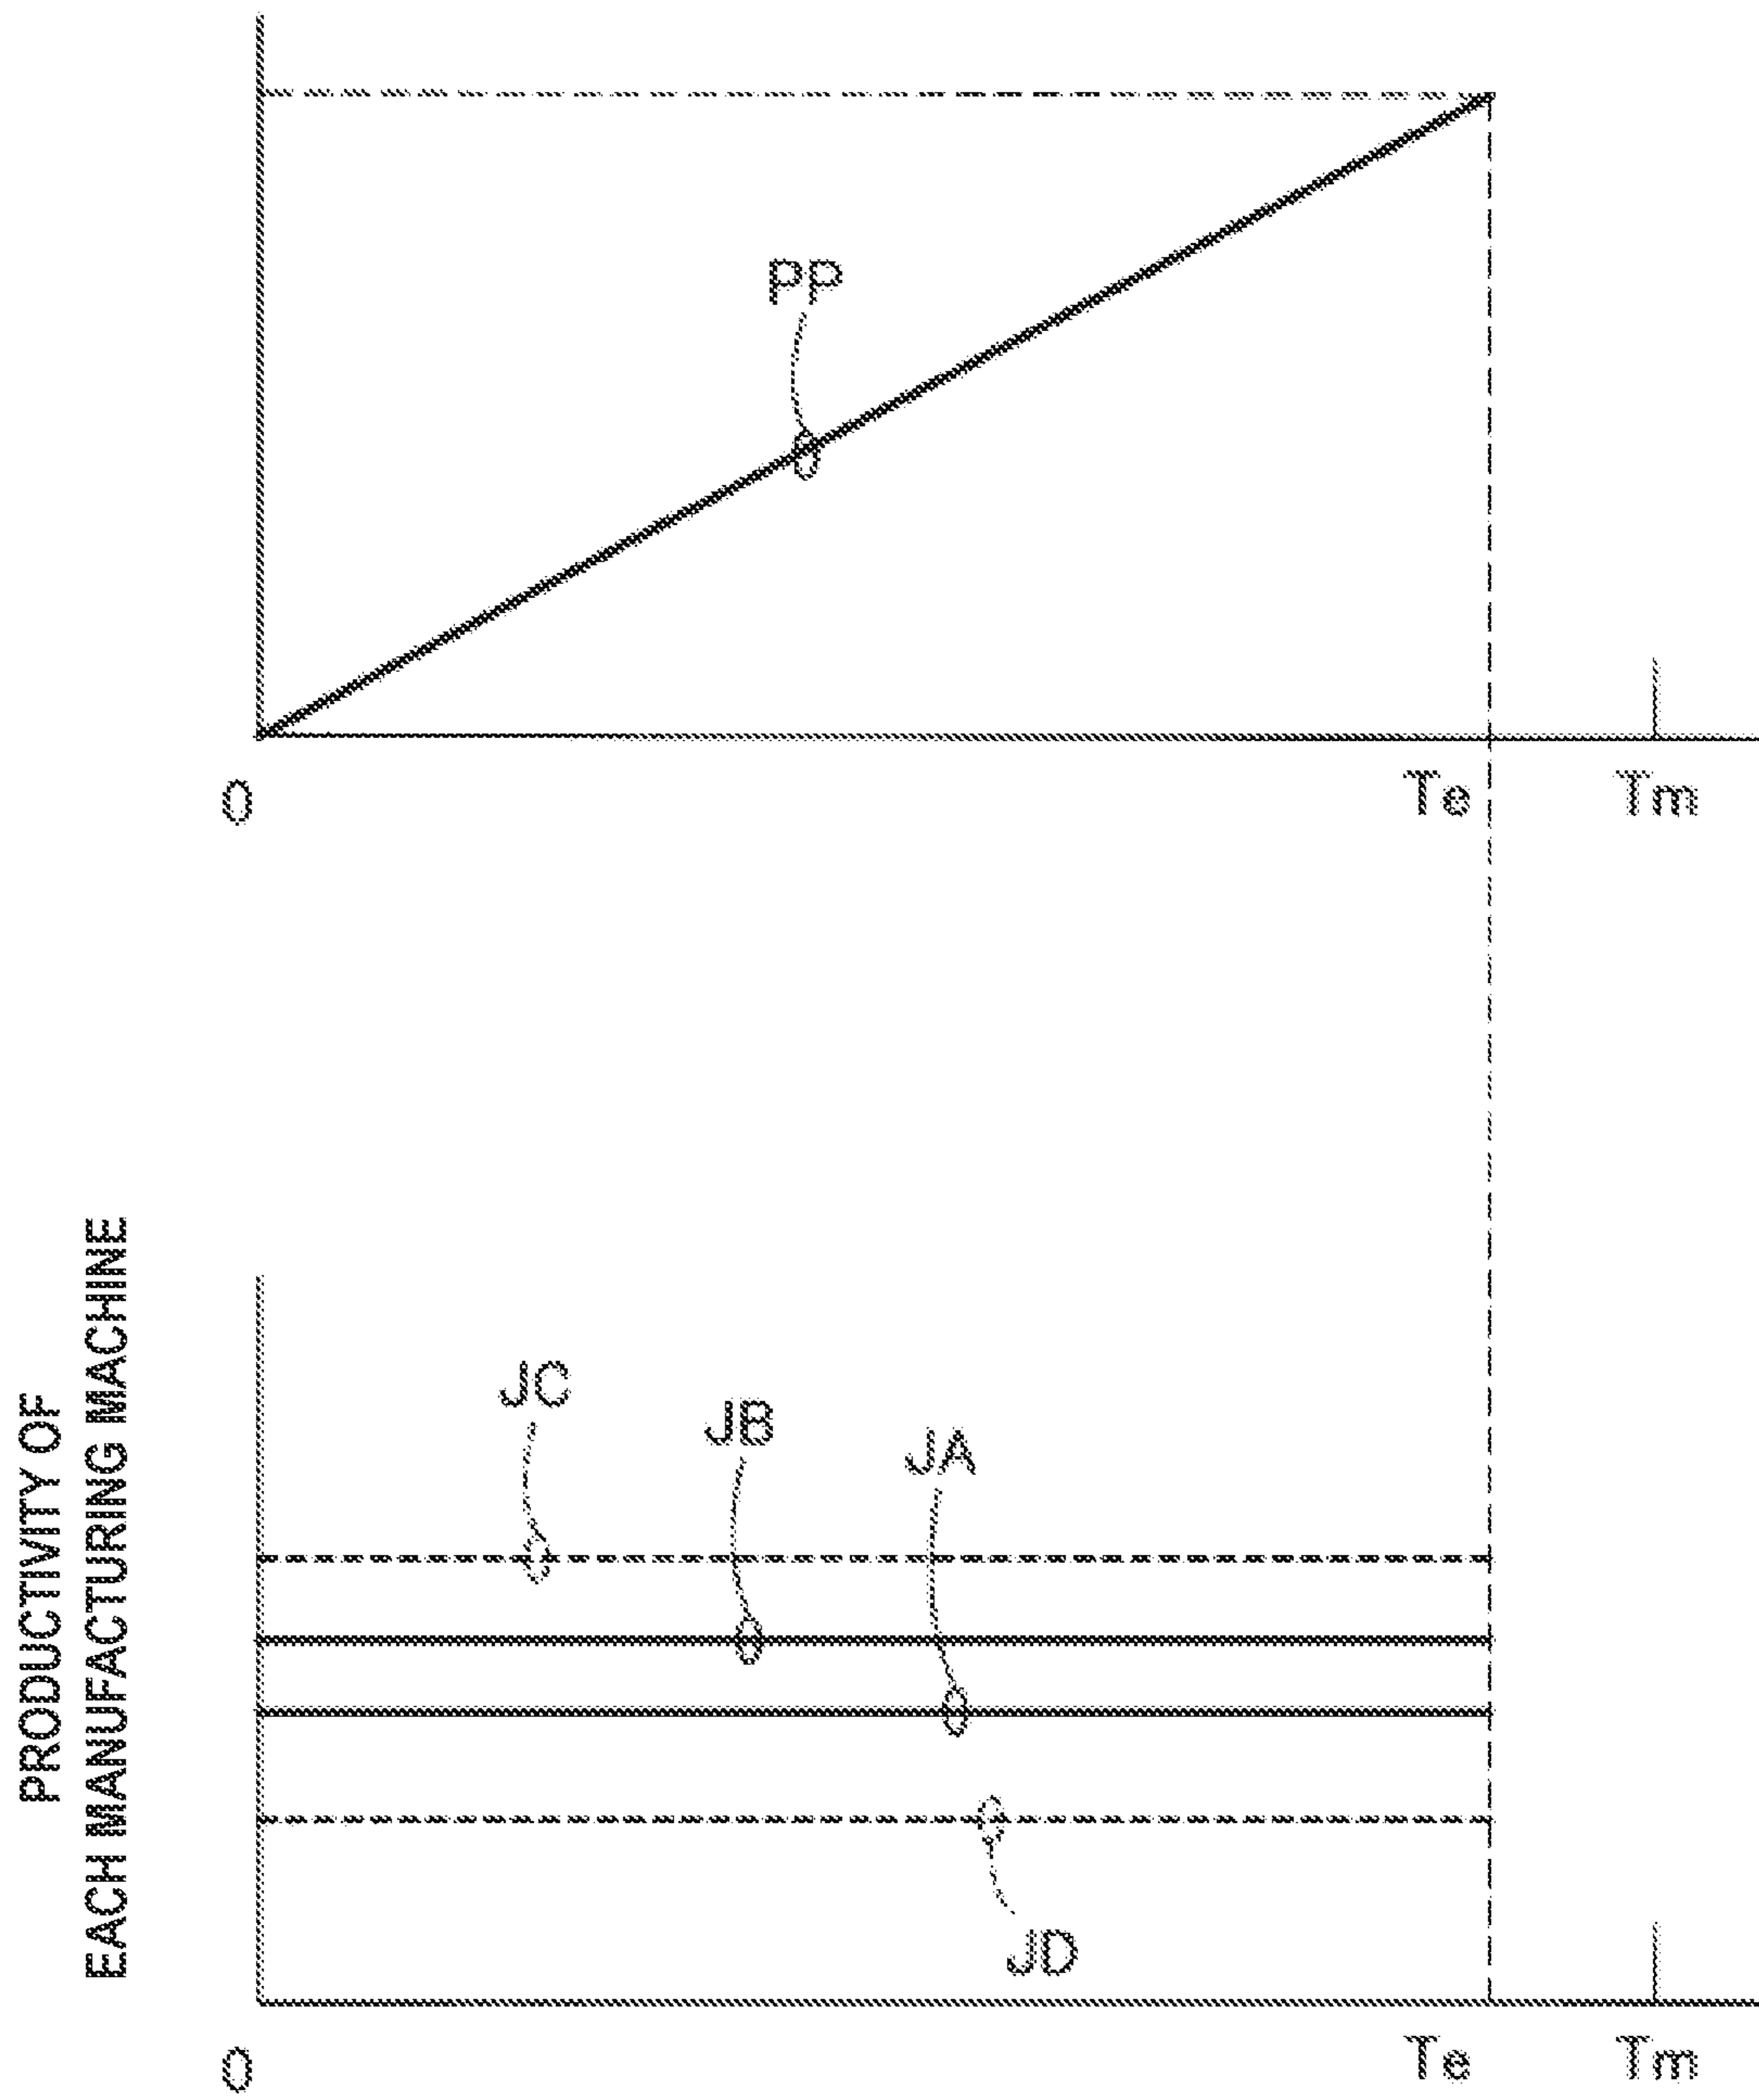 PP
0
Te
Tm
PRODUCTIVITY OF
EACH MANUFACTURING MACHINE
JC
JB
JA
JD
0
Te
Tm